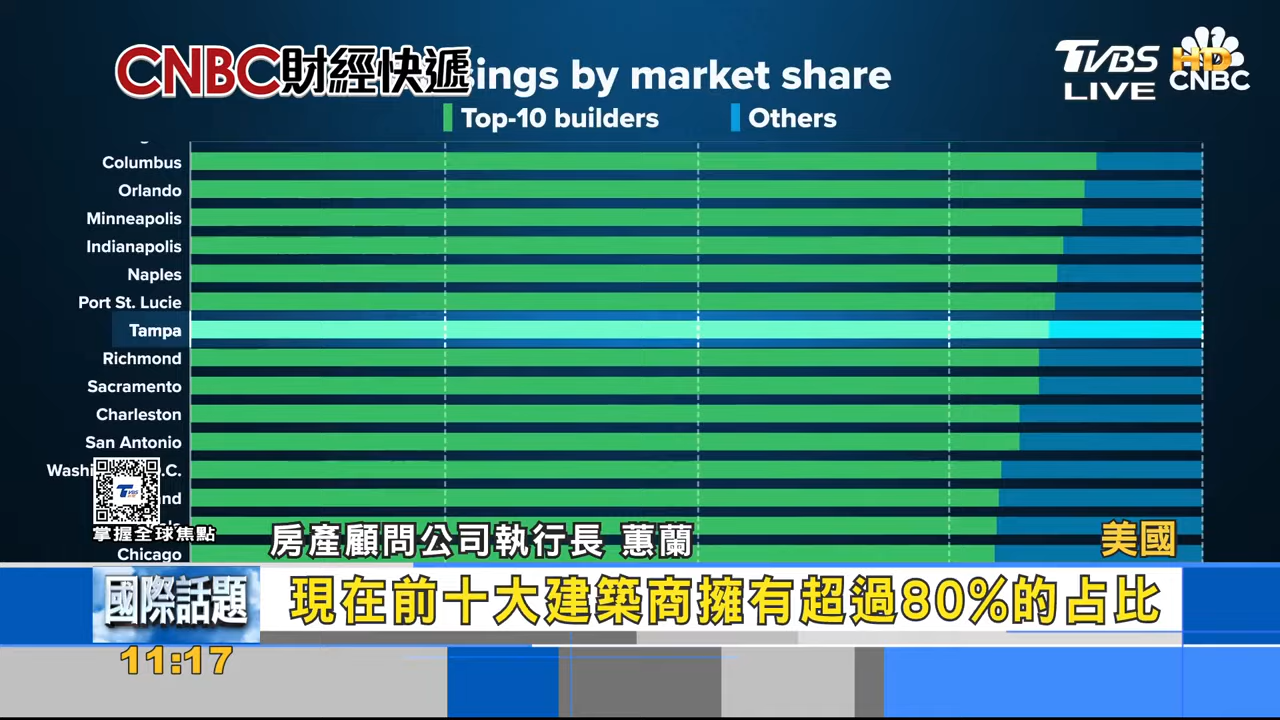 CNBC財經快遞
ings by market share
TVBS
LIVE
HD
CNBC
Top-10 builders
Others
Columbus
Orlando
Minneapolis
Indianapolis
Naples
Port St. Lucie
Tampa
Richmond
Sacramento
Charleston
San Antonio
Wash .C.
nd
Chicago
TVBS
掌握全球焦點
房產顧問公司執行長 蕙蘭
美國
國際話題
現在前十大建築商擁有超過80%的占比
11:17